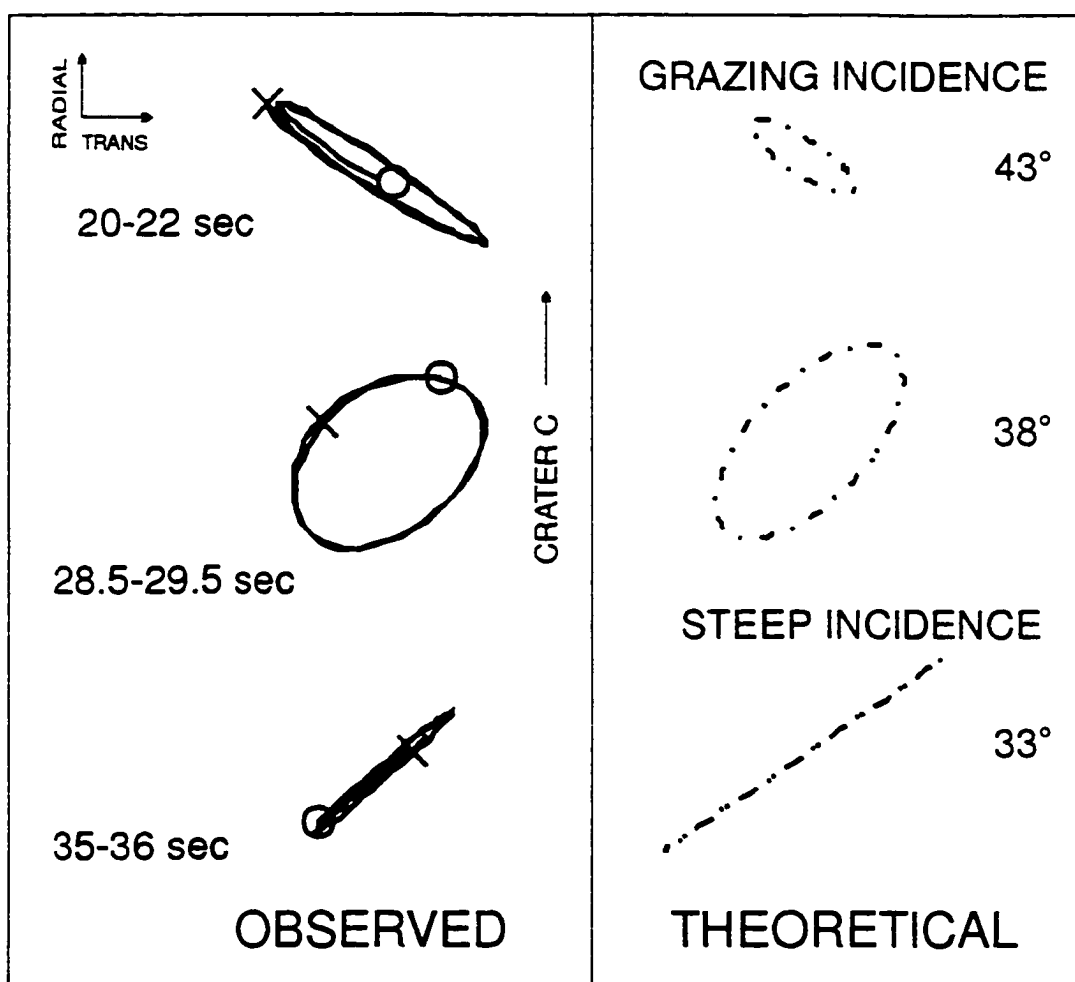 RADIAL
TRANS
20-22 sec
CRATER C
28.5-29.5 sec
35-36 sec
OBSERVED
GRAZING INCIDENCE
43°
38°
STEEP INCIDENCE
33°
THEORETICAL